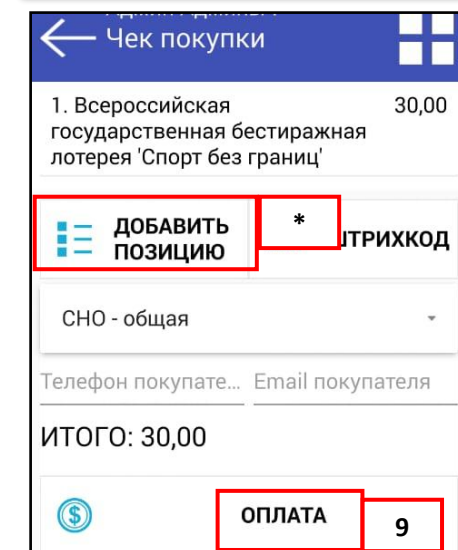 Чек покупки
1. Всероссийская 30,00
государственная бестиражная
лотерея 'Спорт без границ'
ДОБАВИТЬ * ТРИХКОД
ПОЗИЦИЮ
СНО - общая
Телефон покупате... Email покупателя
ИТОГО: 30,00
ОПЛАТА 9